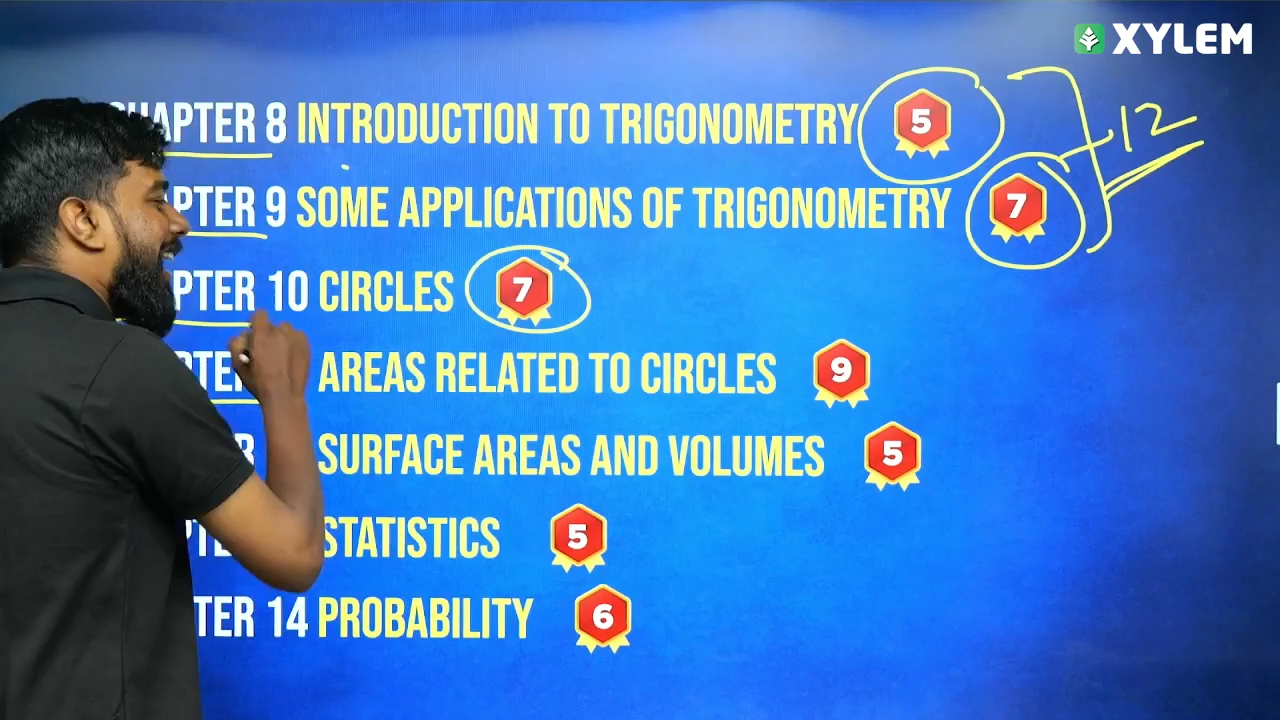 XYLEM
CHAPTER 8 INTRODUCTION TO TRIGONOMETRY 5
12
PTER 9 SOME APPLICATIONS OF TRIGONOMETRY 7
PTER 10 CIRCLES 7
AREAS RELATED TO CIRCLES 9
SURFACE AREAS AND VOLUMES 5
STATISTICS 5
TER 14 PROBABILITY 6